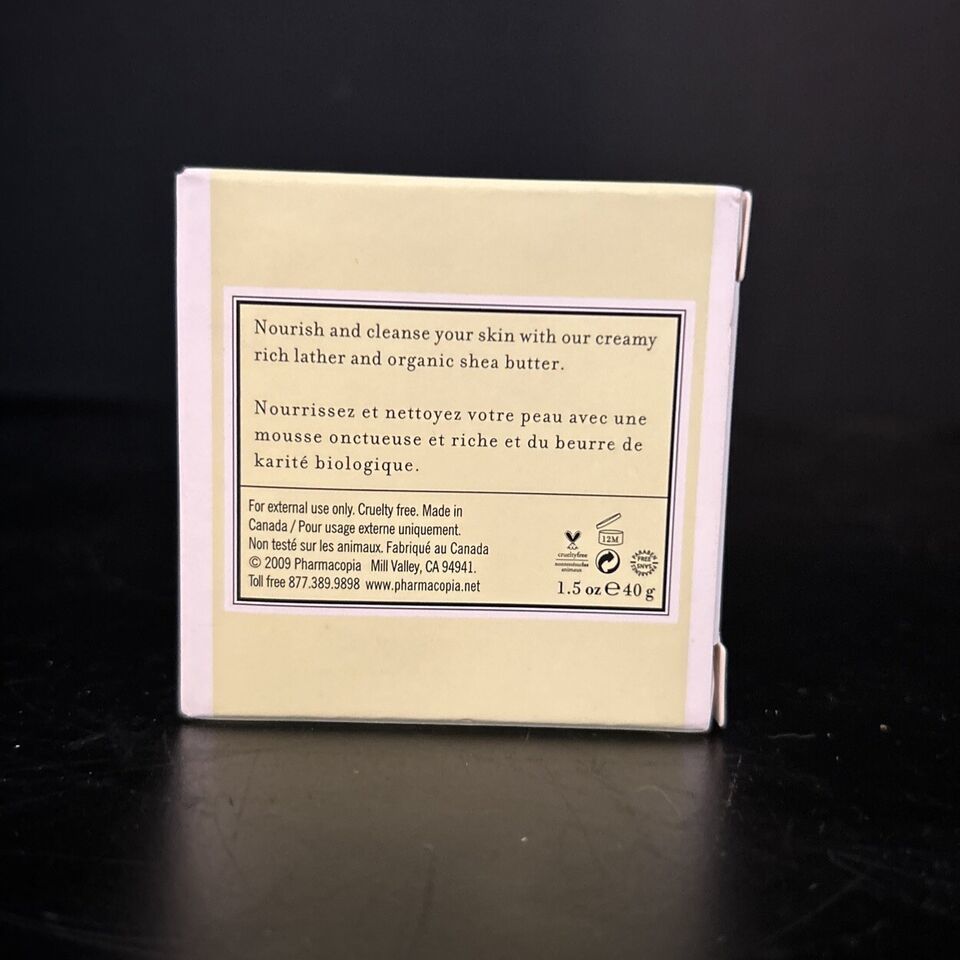 Nourish and cleanse your skin with our creamy
rich lather and organic shea butter.
Nourrissez et nettoyez votre peau avec une
mousse onctueuse et riche et du beurre de
karité biologique.
For external use only. Cruelty free. Made in
Canada / Pour usage externe uniquement.
Non testé sur les animaux. Fabriqué au Canada
© 2009 Pharmacopia Mill Valley, CA 94941.
Toll free 877.389.9898 www.pharmacopia.net
crueltyfree
12M
PARABEN
FREE
SANS
1.5 oz ℮ 40 g